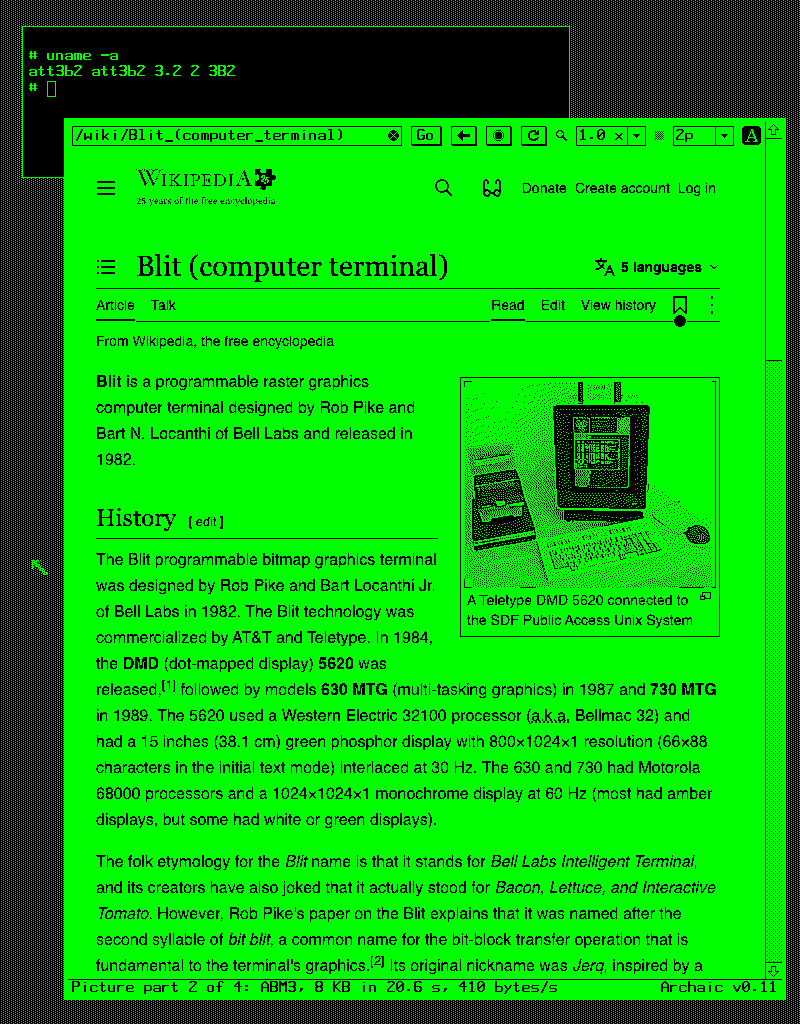 # uname -a
att3b2 att3b2 3.2 2 3B2
#
/wiki/Blit_(computer_terminal)
Go
1.0 x
2p
A
WIKIPEDIA
25 years of the free encyclopedia
Donate Create account Log in
Blit (computer terminal)
文A 5 languages
Article Talk Read Edit View history
From Wikipedia, the free encyclopedia
Blit is a programmable raster graphics
computer terminal designed by Rob Pike and
Bart N. Locanthi of Bell Labs and released in
1982.
A Teletype DMD 5620 connected to
the SDF Public Access Unix System
History [ edit ]
The Blit programmable bitmap graphics terminal
was designed by Rob Pike and Bart Locanthi Jr.
of Bell Labs in 1982. The Blit technology was
commercialized by AT&T and Teletype. In 1984,
the DMD (dot-mapped display) 5620 was
released,[1] followed by models 630 MTG (multi-tasking graphics) in 1987 and 730 MTG
in 1989. The 5620 used a Western Electric 32100 processor (a.k.a. Bellmac 32) and
had a 15 inches (38.1 cm) green phosphor display with 800×1024×1 resolution (66×88
characters in the initial text mode) interlaced at 30 Hz. The 630 and 730 had Motorola
68000 processors and a 1024×1024×1 monochrome display at 60 Hz (most had amber
displays, but some had white or green displays).
The folk etymology for the Blit name is that it stands for Bell Labs Intelligent Terminal,
and its creators have also joked that it actually stood for Bacon, Lettuce, and Interactive
Tomato. However, Rob Pike's paper on the Blit explains that it was named after the
second syllable of bit blit, a common name for the bit-block transfer operation that is
fundamental to the terminal's graphics.[2] Its original nickname was Jerq, inspired by a
Picture part 2 of 4: ABM3, 8 KB in 20.6 s, 410 bytes/s
Archaic v0.11